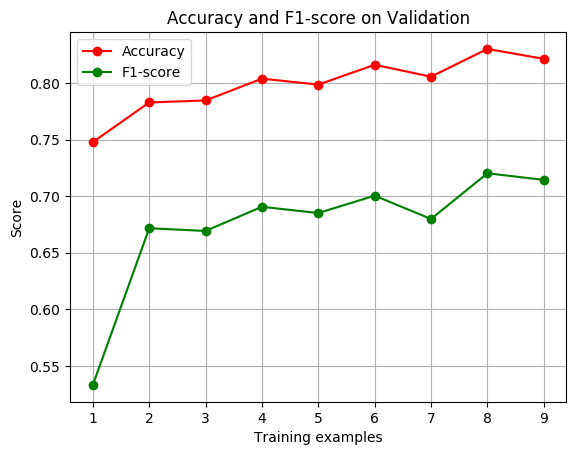 Accuracy and F1-score on Validation
Accuracy
F1-score
0.80
0.75
0.70
0.65
0.60
0.55
Score
1 2 3 4 5 6 7 8 9
Training examples